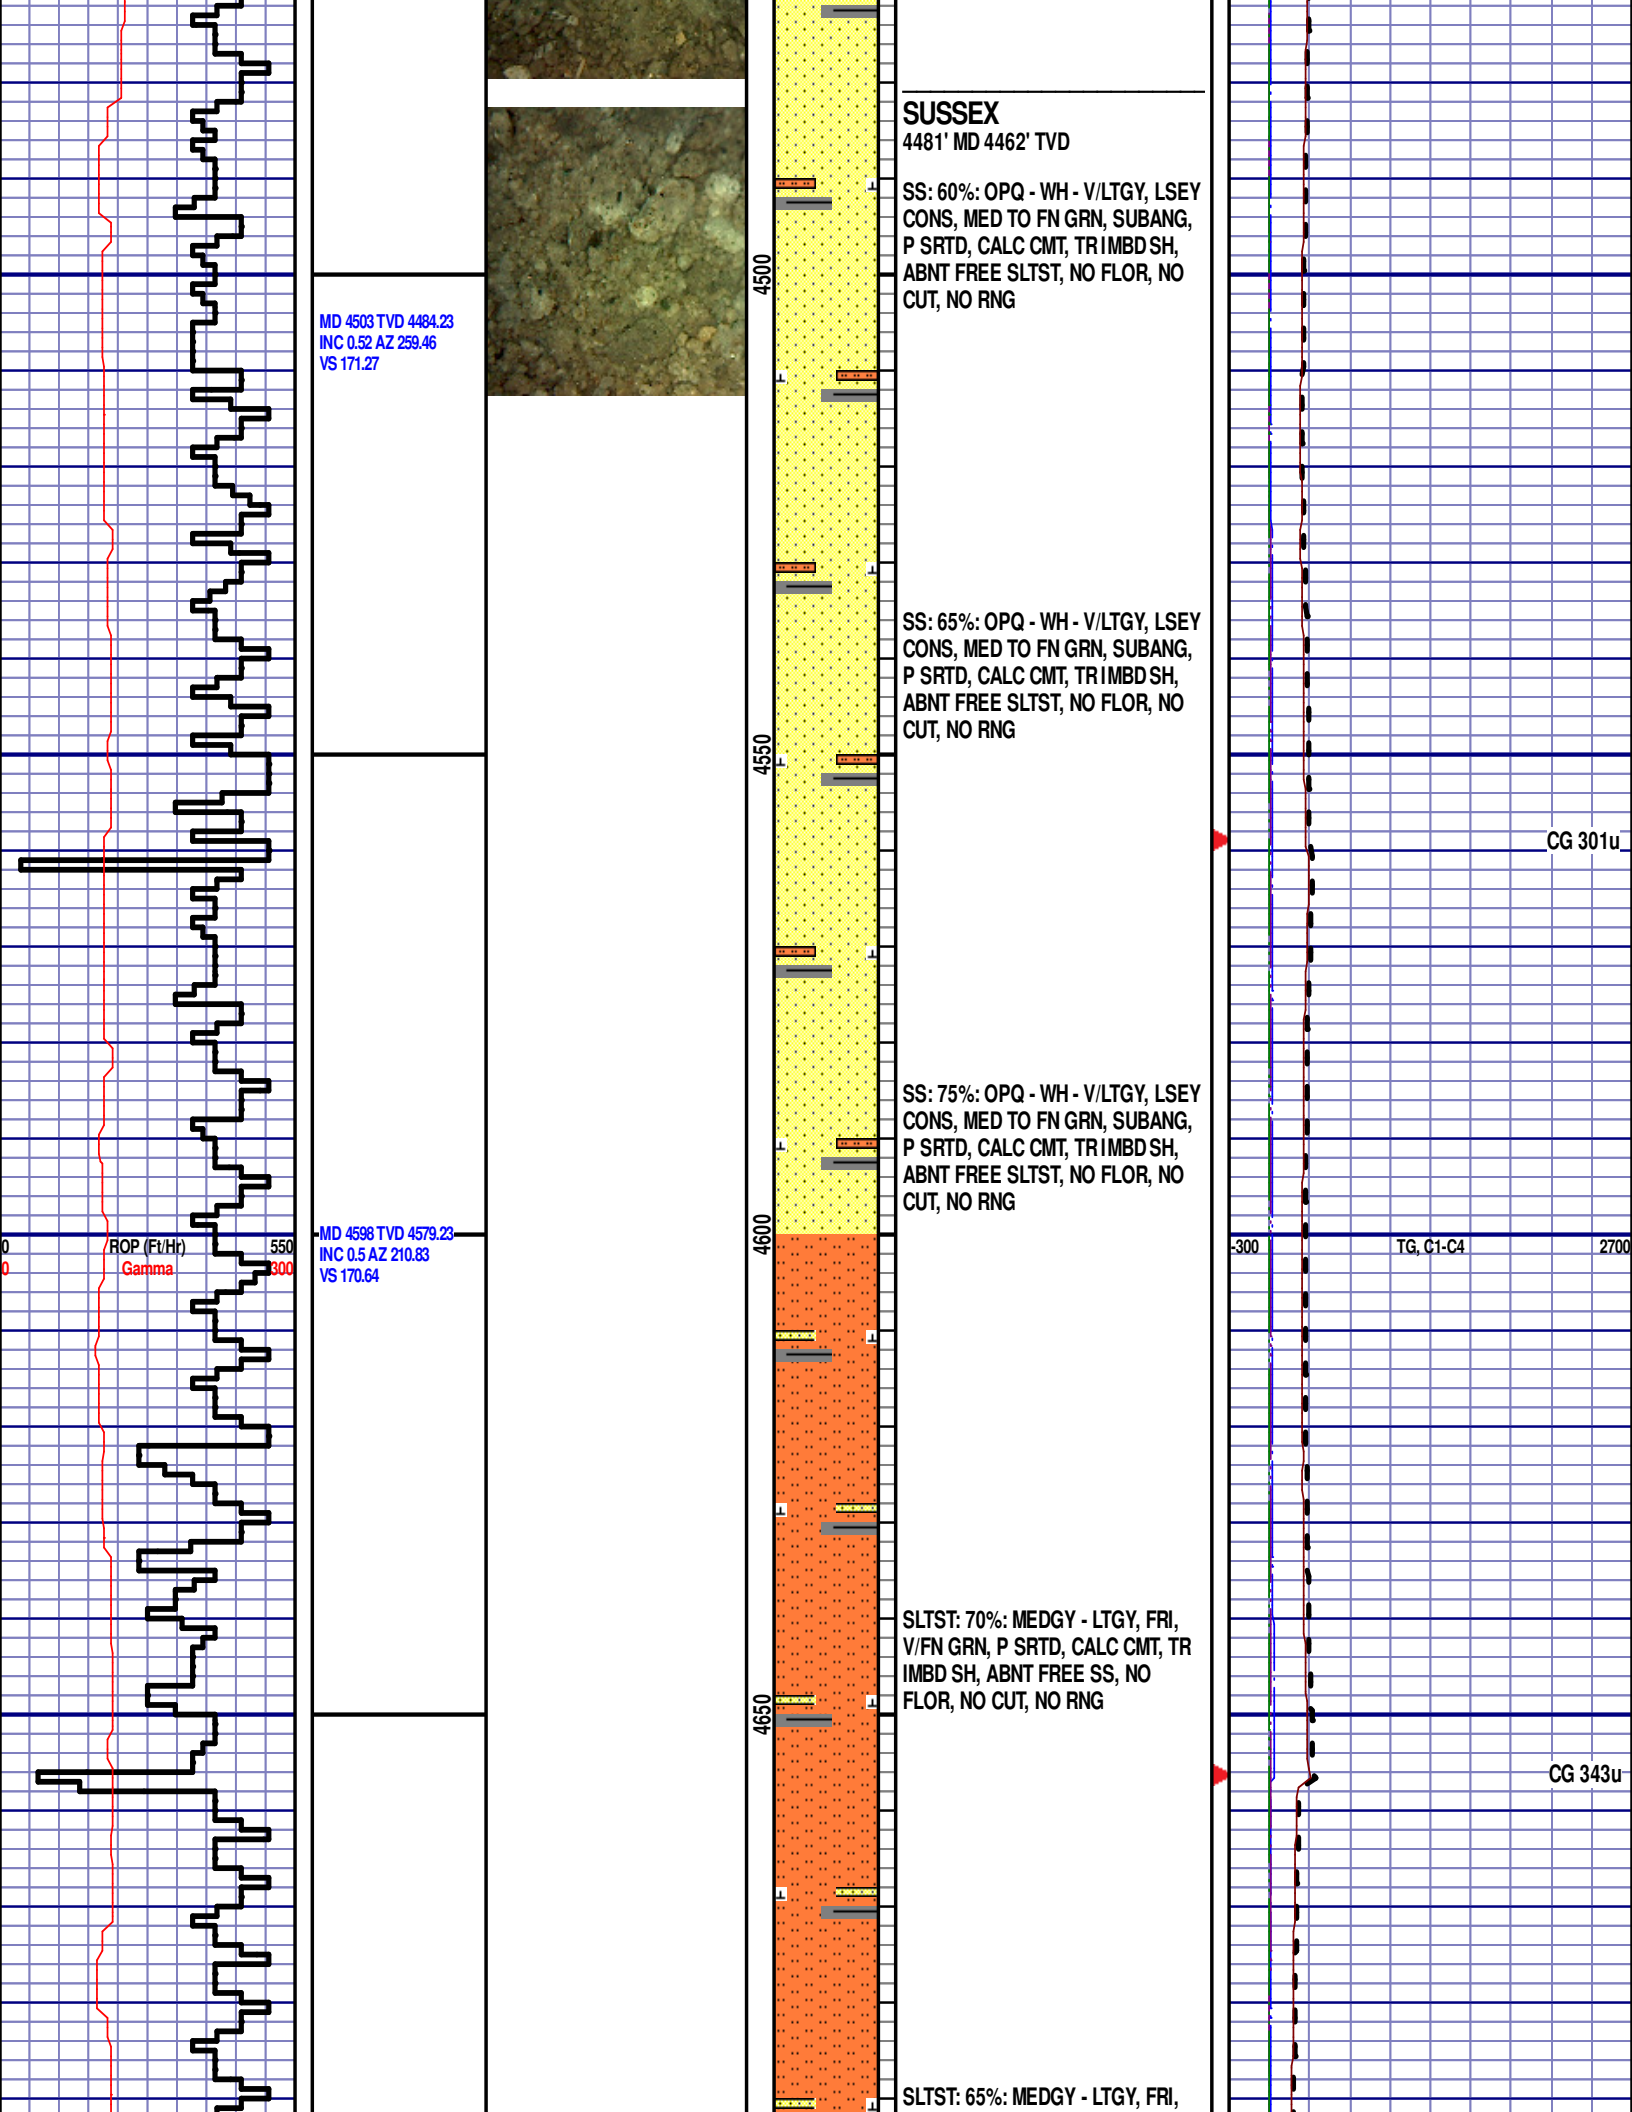 SUSSEX
4481' MD 4462' TVD
SS: 60%: OPQ - WH - V/LTGY, LSEY
CONS, MED TO FN GRN, SUBANG,
P SRTD, CALC CMT, TR IMBD SH,
ABNT FREE SLTST, NO FLOR, NO
CUT, NO RNG
4500
MD 4503 TVD 4484.23
INC 0.52 AZ 259.46
VS 171.27
SS: 65%: OPQ - WH - V/LTGY, LSEY
CONS, MED TO FN GRN, SUBANG,
P SRTD, CALC CMT, TR IMBD SH,
ABNT FREE SLTST, NO FLOR, NO
CUT, NO RNG
4550
CG 301u
SS: 75%: OPQ - WH - V/LTGY, LSEY
CONS, MED TO FN GRN, SUBANG,
P SRTD, CALC CMT, TR IMBD SH,
ABNT FREE SLTST, NO FLOR, NO
CUT, NO RNG
4600
0 ROP (Ft/Hr) 550
0 Gamma 300
MD 4598 TVD 4579.23
INC 0.5 AZ 210.83
VS 170.64
-300 TG, C1-C4 2700
SLTST: 70%: MEDGY - LTGY, FRI,
V/FN GRN, P SRTD, CALC CMT, TR
IMBD SH, ABNT FREE SS, NO
FLOR, NO CUT, NO RNG
4650
CG 343u
SLTST: 65%: MEDGY - LTGY, FRI,